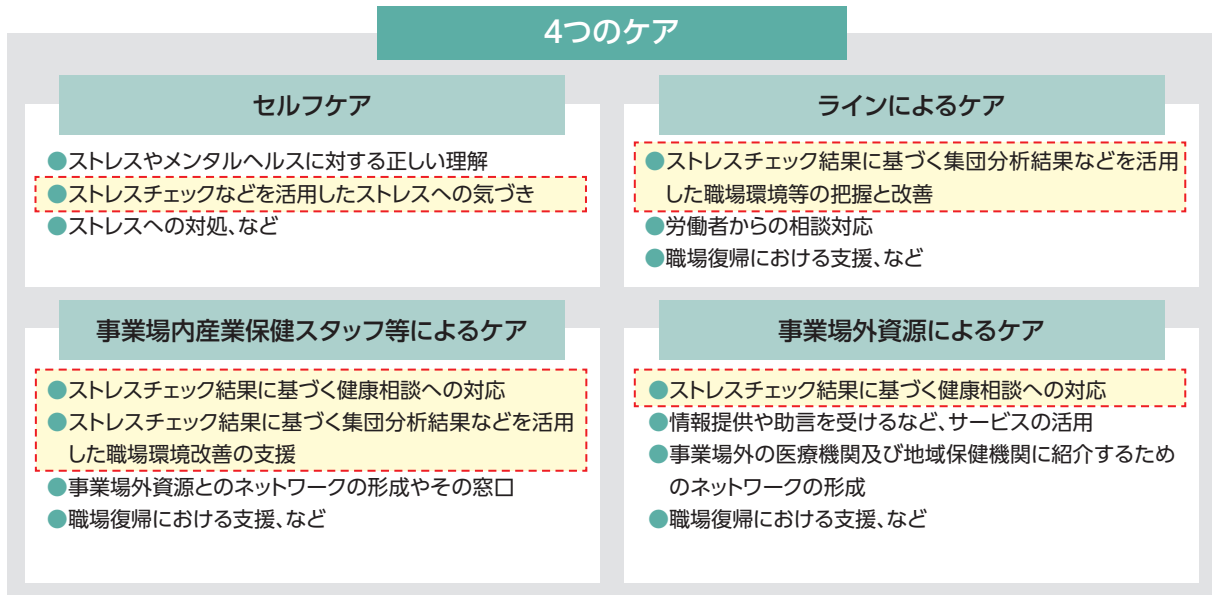 4つのケア
セルフケア
●ストレスやメンタルヘルスに対する正しい理解
●ストレスチェックなどを活用したストレスへの気づき
●ストレスへの対処、など
ラインによるケア
●ストレスチェック結果に基づく集団分析結果などを活用
した職場環境等の把握と改善
●労働者からの相談対応
●職場復帰における支援、など
事業場内産業保健スタッフ等によるケア
●ストレスチェック結果に基づく健康相談への対応
●ストレスチェック結果に基づく集団分析結果などを活用
した職場環境改善の支援
●事業場外資源とのネットワークの形成やその窓口
●職場復帰における支援、など
事業場外資源によるケア
●ストレスチェック結果に基づく健康相談への対応
●情報提供や助言を受けるなど、サービスの活用
●事業場外の医療機関及び地域保健機関に紹介するため
のネットワークの形成
●職場復帰における支援、など